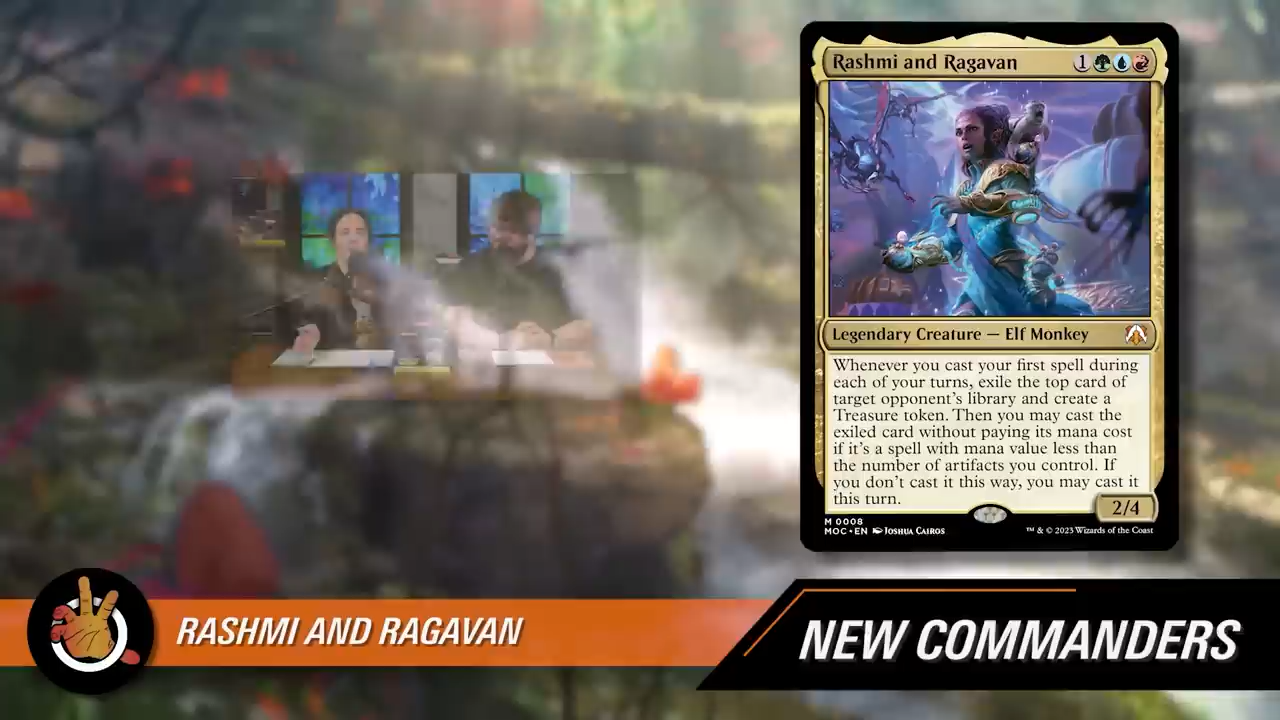 Rashmi and Ragavan 1
Legendary Creature — Elf Monkey
Whenever you cast your first spell during
each of your turns, exile the top card of
target opponent's library and create a
Treasure token. Then you may cast the
exiled card without paying its mana cost
if it's a spell with mana value less than
the number of artifacts you control. If
you don't cast it this way, you may cast it
this turn.
2/4
M 0008
MOC • EN Joshua Cairos ™ & © 2023 Wizards of the Coast
RASHMI AND RAGAVAN
NEW COMMANDERS